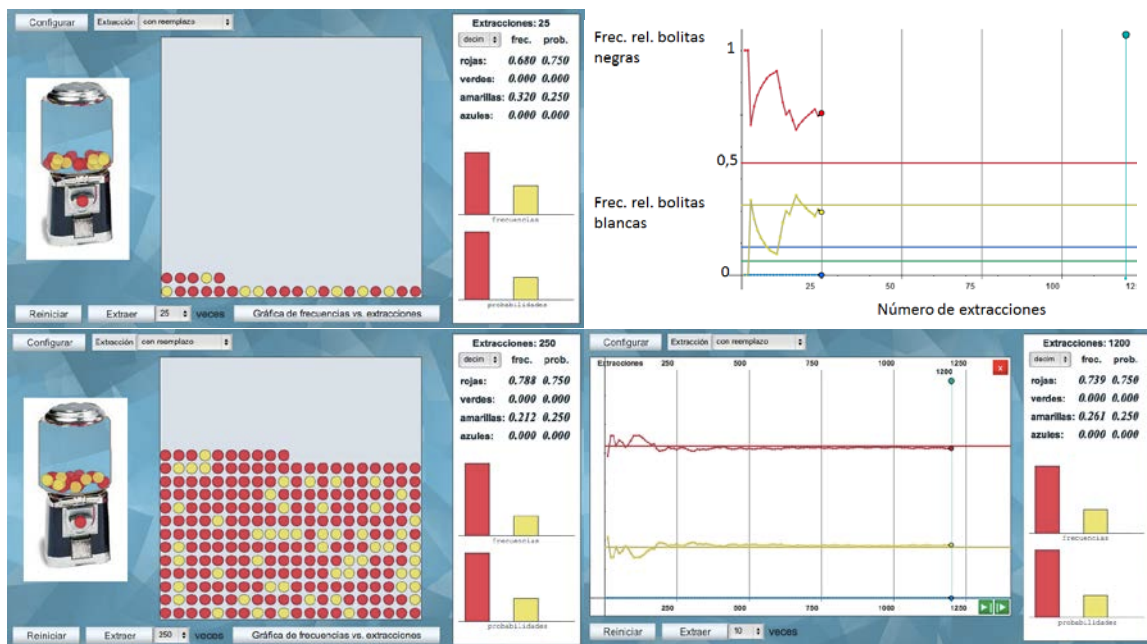 Configurar Extracción con reemplazo
Extracciones: 25
decim frec. prob.
rojas: 0.680 0.750
verdes: 0.000 0.000
amarillas: 0.320 0.250
azules: 0.000 0.000
frecuencias
probabilidades
Reiniciar Extraer 25 veces Gráfica de frecuencias vs. extracciones
Frec. rel. bolitas
negras
1
0,5
Frec. rel. bolitas
blancas
0
0 25 50 75 100 12
Número de extracciones
Configurar Extracción con reemplazo
Extracciones: 250
decim frec. prob.
rojas: 0.788 0.750
verdes: 0.000 0.000
amarillas: 0.212 0.250
azules: 0.000 0.000
frecuencias
probabilidades
Reiniciar Extraer 250 veces Gráfica de frecuencias vs. extracciones
Configurar Extracción con reemplazo
Extracciones 250 500 750 1000 1250
1200
x
250 500 750 1000 1250
Extracciones: 1200
decim frec. prob.
rojas: 0.739 0.750
verdes: 0.000 0.000
amarillas: 0.261 0.250
azules: 0.000 0.000
frecuencias
probabilidades
Reiniciar Extraer 10 veces